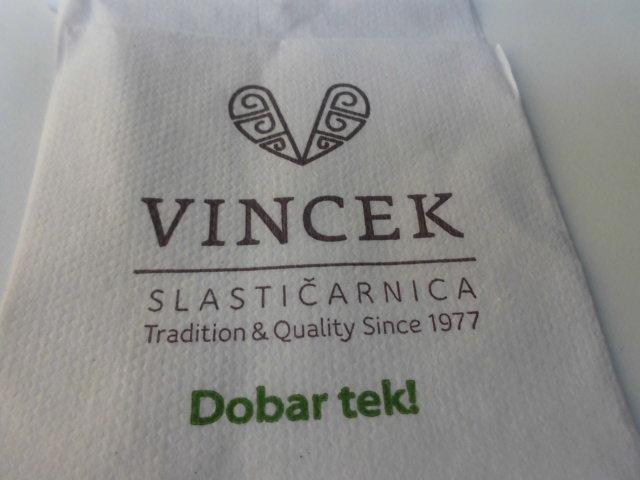 VINCEK
SLASTIČARNICA
Tradition & Quality Since 1977
Dobar tek!